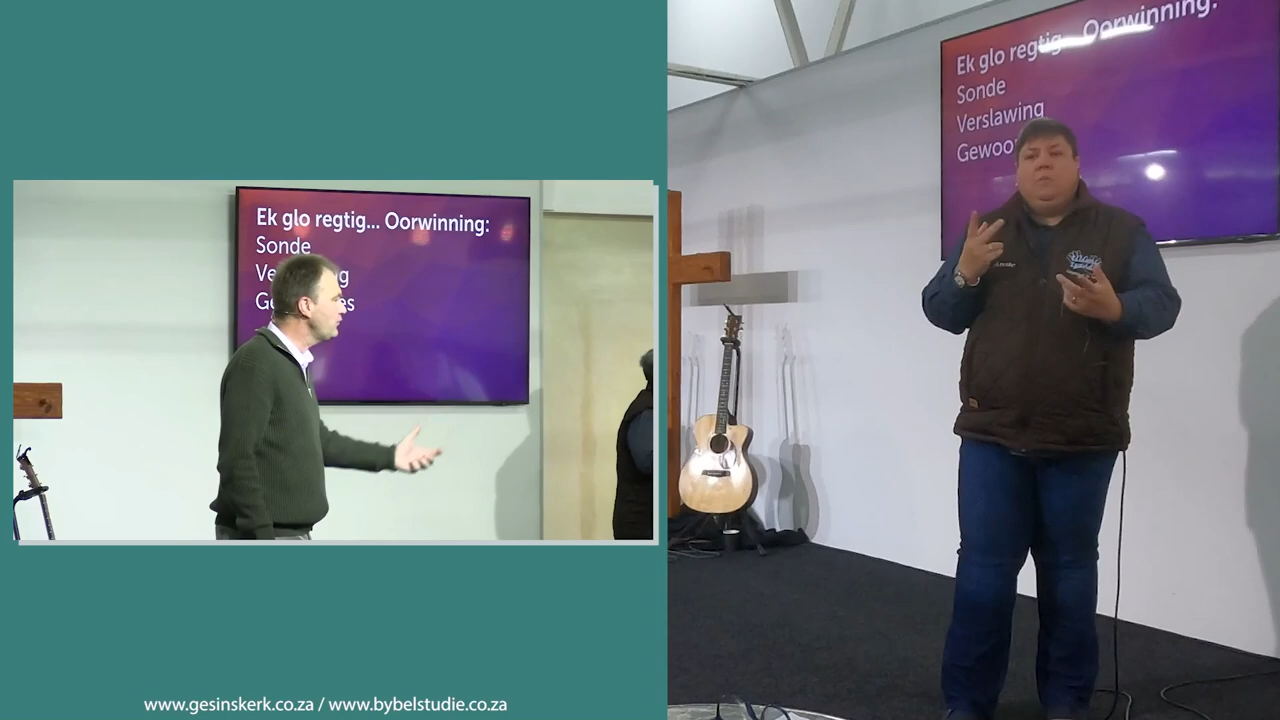 Ek glo regtig... Oorwinning:
Sonde
Ek glo regtig... Oorwinning:
Sonde
Verslawing
www.gesinskerk.co.za / www.bybelstudie.co.za